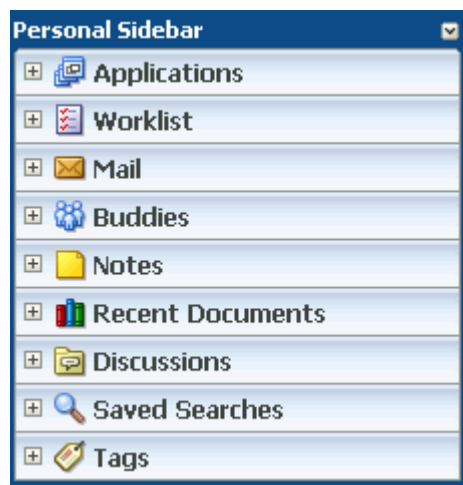 Personal Sidebar
Applications
Worklist
Mail
Buddies
Notes
Recent Documents
Discussions
Saved Searches
Tags